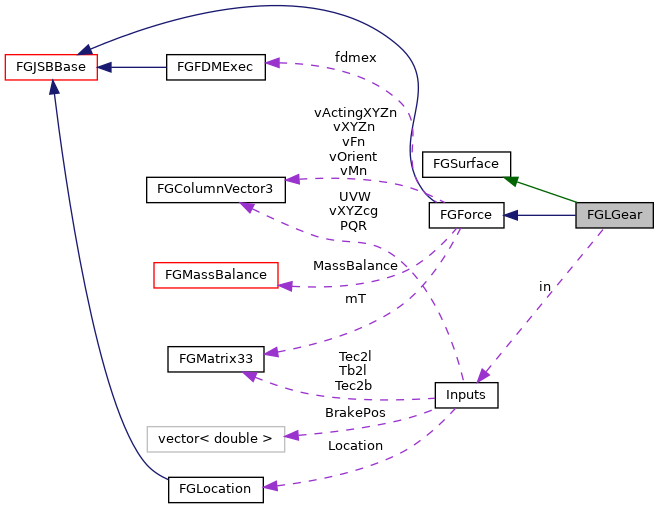 fdmex
FGJSBBase
FGFDMExec
vActingXYZn
vXYZn
vFn
vOrient
vMn
FGSurface
FGColumnVector3
UVW
vXYZcg
PQR
FGForce
FGLGear
MassBalance
FGMassBalance
in
mT
FGMatrix33
Tec2l
Tb2l
Tec2b
Inputs
BrakePos
vector< double >
Location
FGLocation